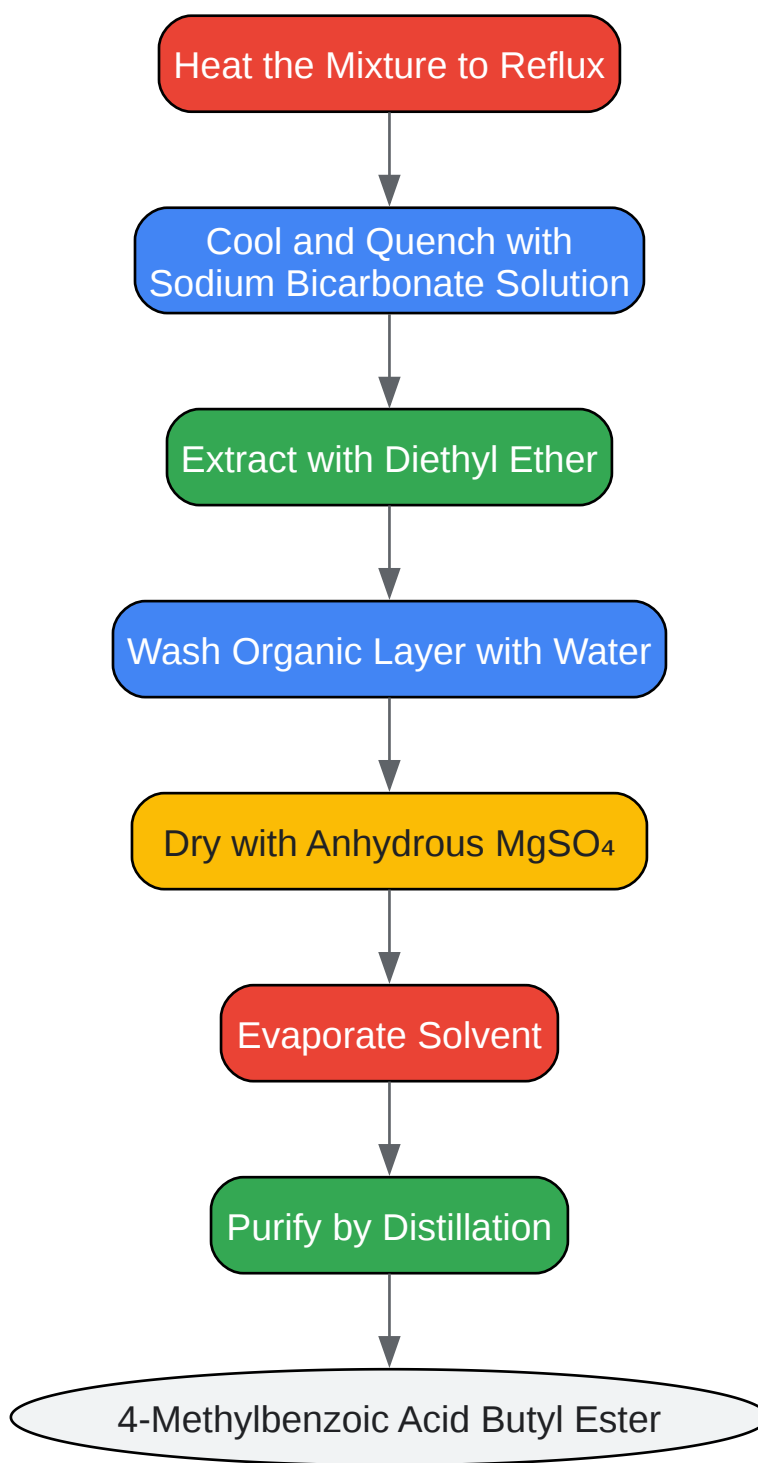 Heat the Mixture to Reflux
Cool and Quench with
Sodium Bicarbonate Solution
Extract with Diethyl Ether
Wash Organic Layer with Water
Dry with Anhydrous MgSO₄
Evaporate Solvent
Purify by Distillation
4-Methylbenzoic Acid Butyl Ester